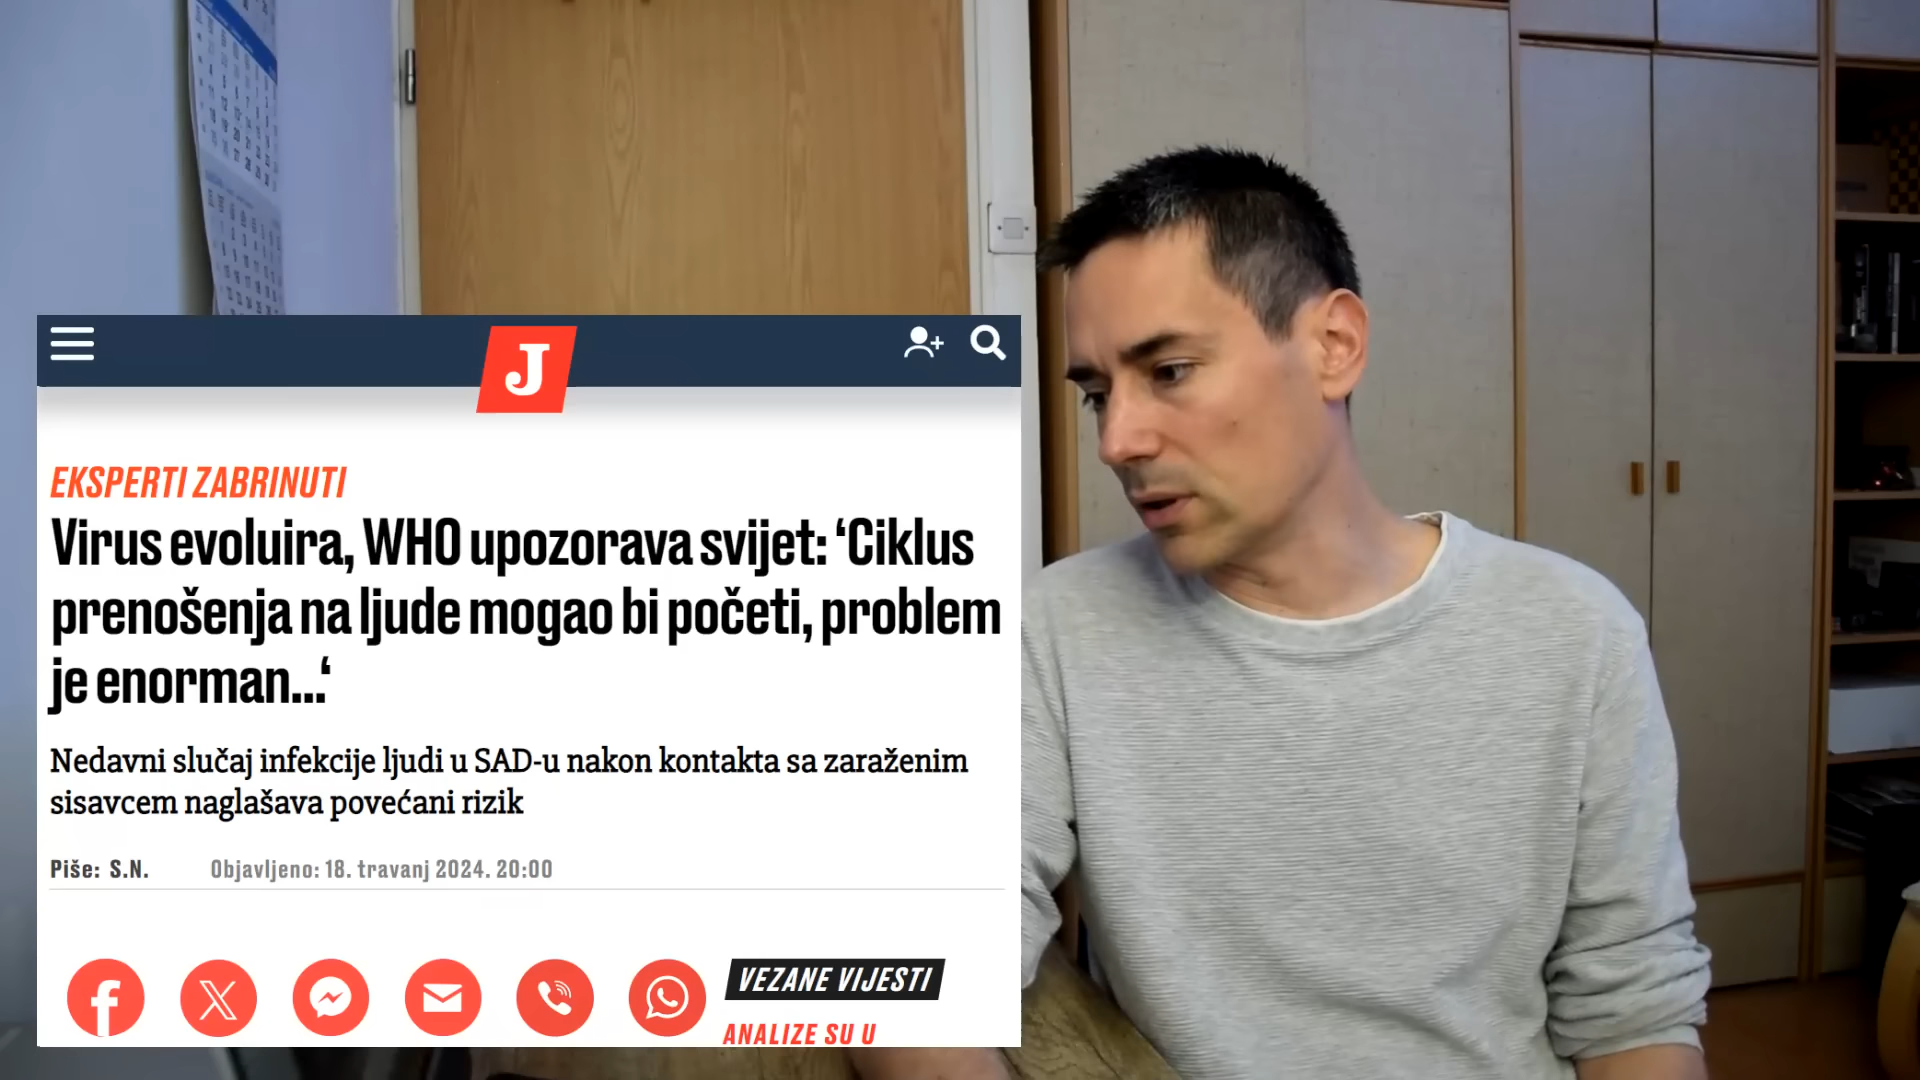 J
EKSPERTI ZABRINUTI
Virus evoluira, WHO upozorava svijet: ‘Ciklus
prenošenja na ljude mogao bi početi, problem
je enorman...‘
Nedavni slučaj infekcije ljudi u SAD-u nakon kontakta sa zaraženim
sisavcem naglašava povećani rizik
Piše: S.N. Objavljeno: 18. travanj 2024. 20:00
VEZANE VIJESTI
ANALIZE SU U